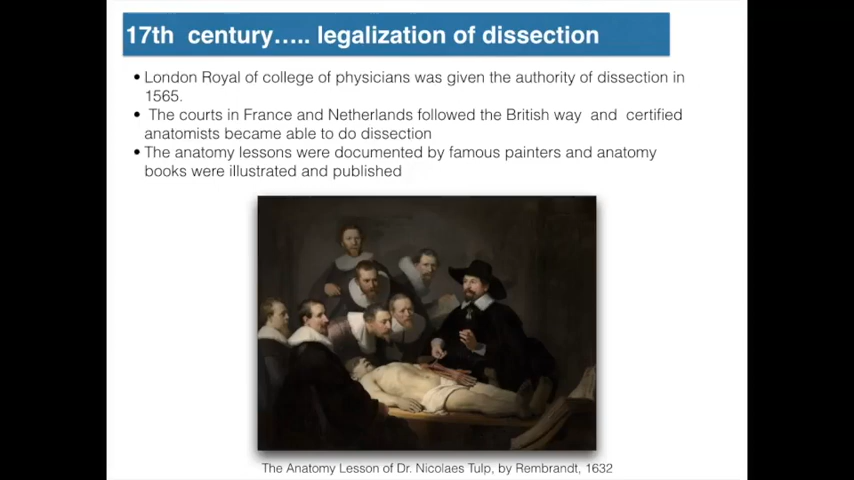 17th century….. legalization of dissection
• London Royal of college of physicians was given the authority of dissection in
1565.
• The courts in France and Netherlands followed the British way and certified
anatomists became able to do dissection
• The anatomy lessons were documented by famous painters and anatomy
books were illustrated and published
The Anatomy Lesson of Dr. Nicolaes Tulp, by Rembrandt, 1632